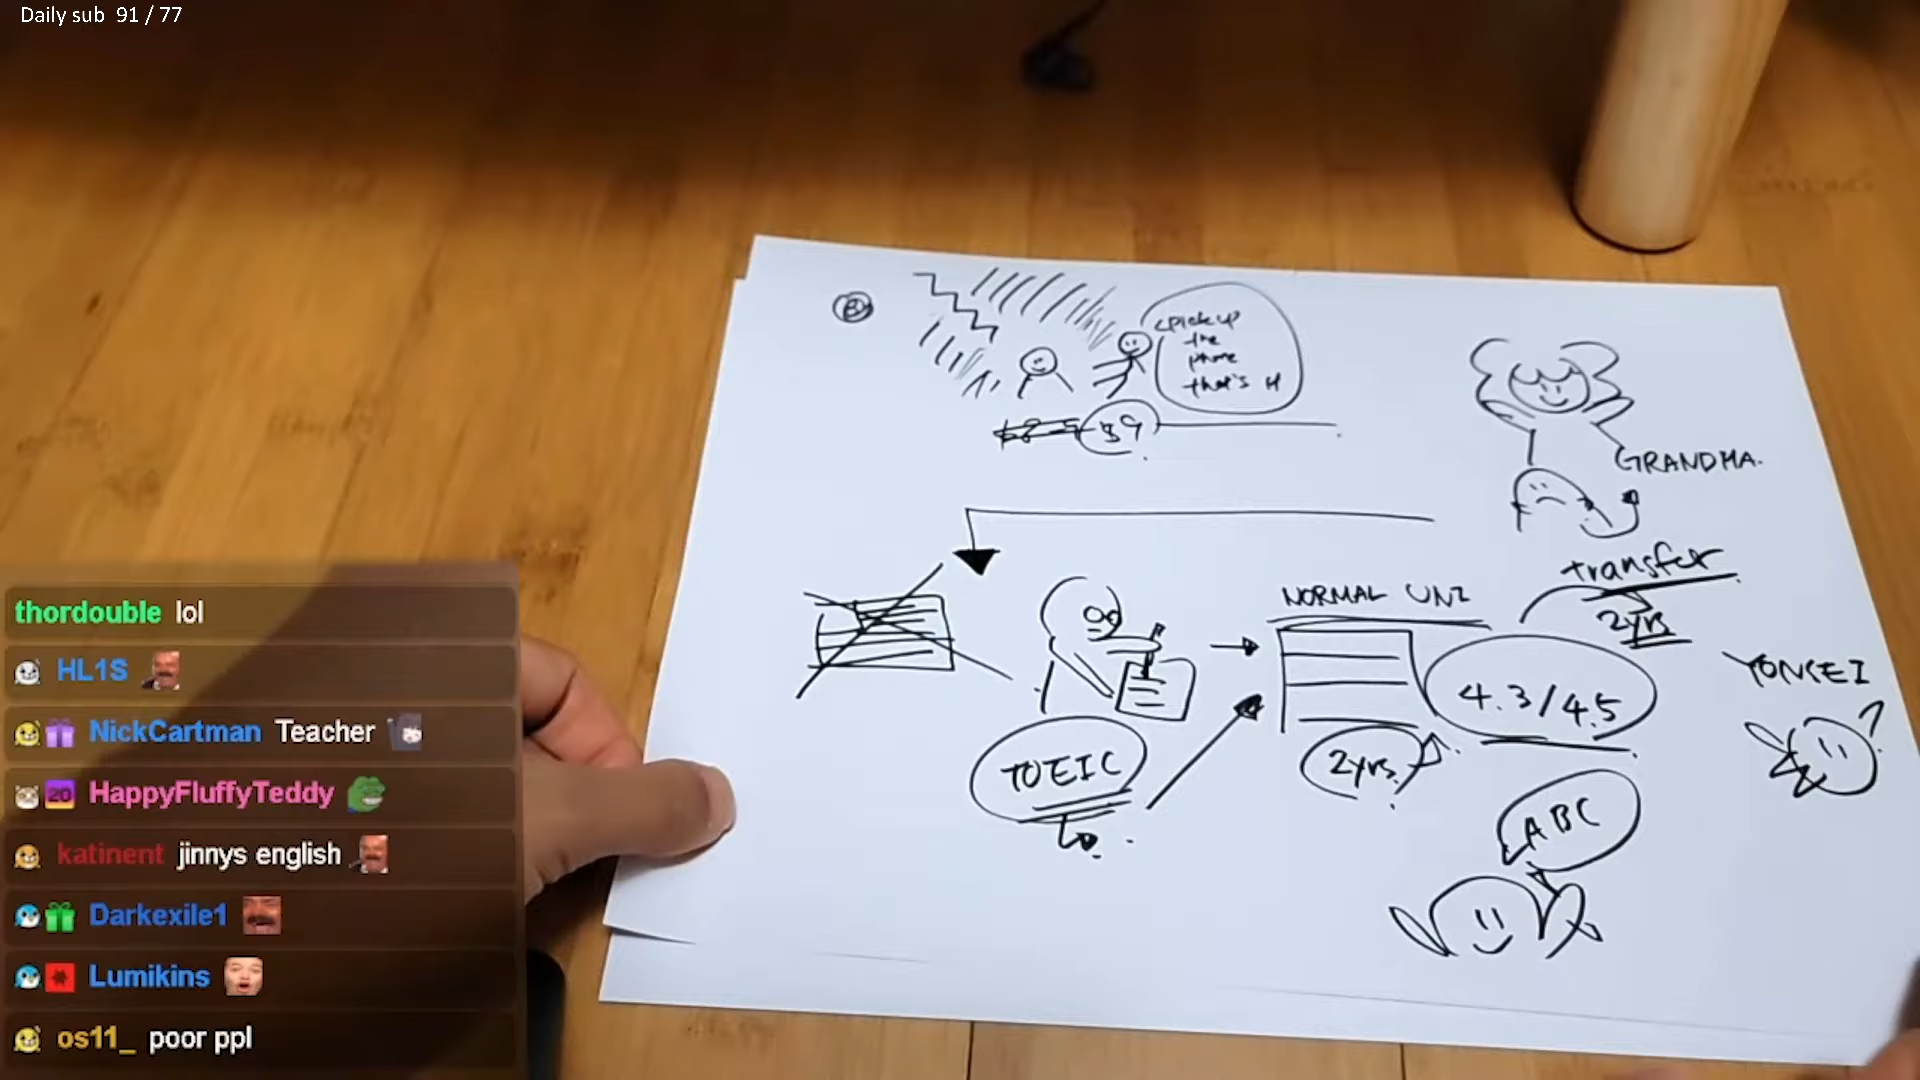 Daily sub 91 / 77
pick up
the
phone
that's it
39
GRANDMA.
transfer
2yrs
NORMAL UNI
4.3/4.5
YONSEI
?
TOEIC
2yrs.
ABC
thordouble lol
HL1S
NickCartman Teacher
20 HappyFluffyTeddy
katinent jinnys english
Darkexile1
Lumikins
os11_ poor ppl